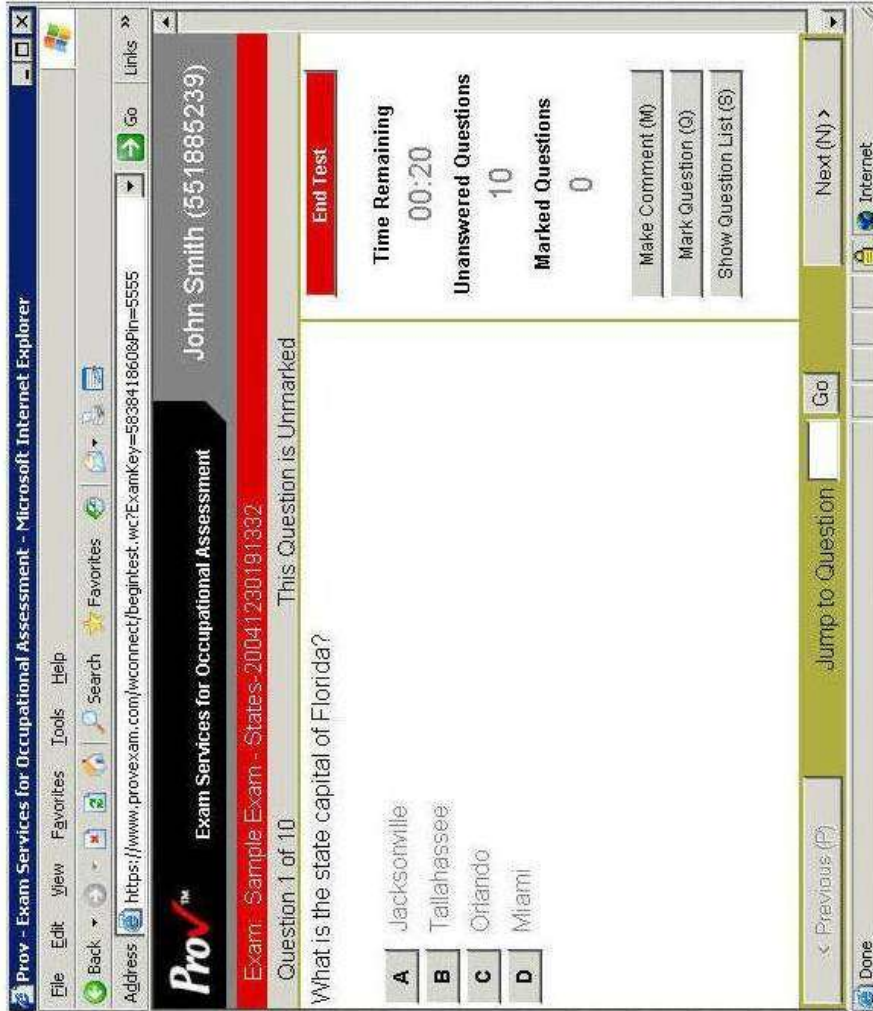 Prov - Exam Services for Occupational Assessment - Microsoft Internet Explorer
File Edit View Favorites Tools Help
Back Search Favorites
Address https://www.provexam.com/wconnect/begintest.wc?ExamKey=583841860&Pin=5555 Go Links »
Prov™ Exam Services for Occupational Assessment John Smith (551885239)
Exam: Sample Exam - States-20041230191332
Question 1 of 10 This Question is Unmarked
What is the state capital of Florida?
A Jacksonville
B Tallahassee
C Orlando
D Miami
End Test
Time Remaining
00:20
Unanswered Questions
10
Marked Questions
0
Make Comment (M)
Mark Question (Q)
Show Question List (S)
< Previous (P) Jump to Question Go Next (N) >
Done Internet